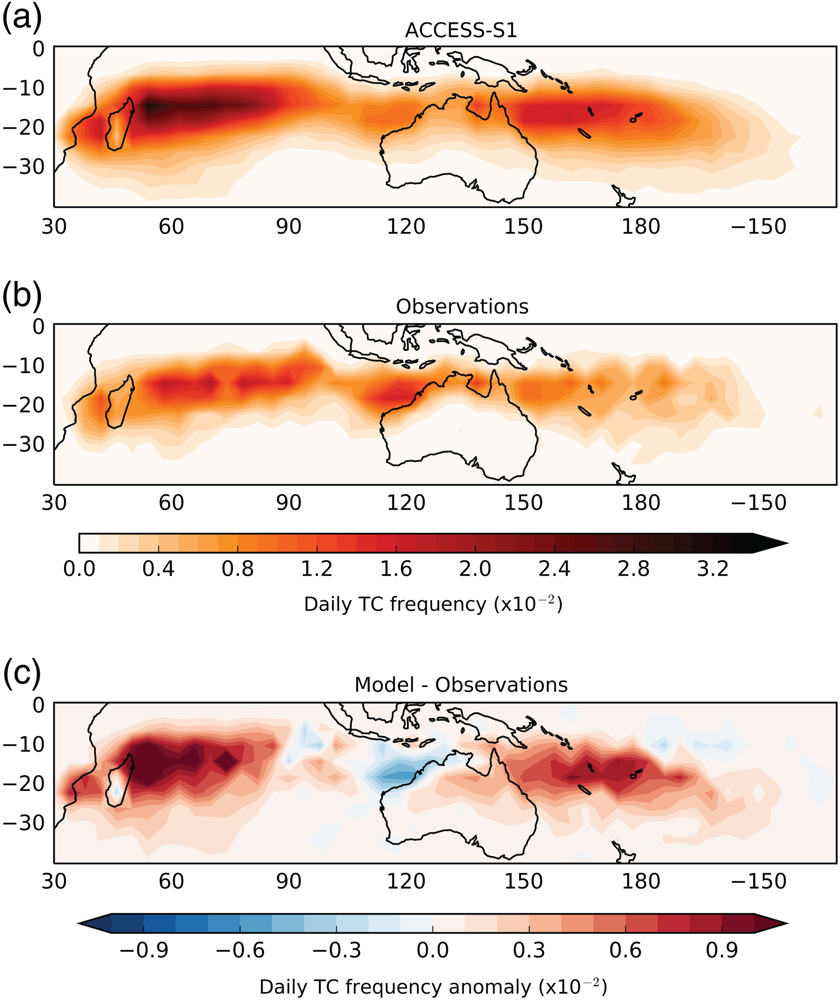 (a)
ACCESS-S1
0
−10
−20
−30
30 60 90 120 150 180 −150
(b)
Observations
0
−10
−20
−30
30 60 90 120 150 180 −150
0.0 0.4 0.8 1.2 1.6 2.0 2.4 2.8 3.2
Daily TC frequency (x10⁻²)
(c)
Model - Observations
0
−10
−20
−30
30 60 90 120 150 180 −150
−0.9 −0.6 −0.3 0.0 0.3 0.6 0.9
Daily TC frequency anomaly (x10⁻²)